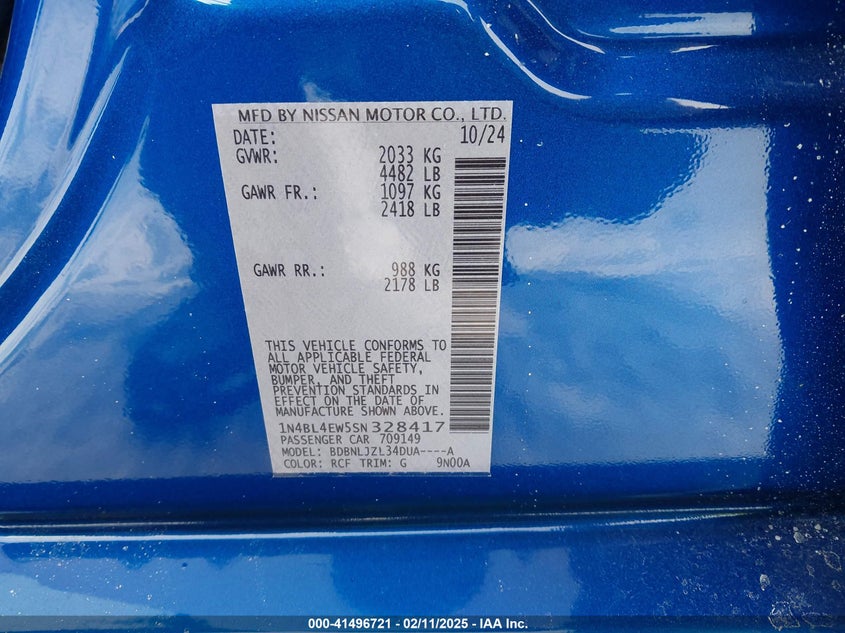 MFD BY NISSAN MOTOR CO., LTD.
DATE: 10/24
GVWR: 2033 KG
4482 LB
GAWR FR.: 1097 KG
2418 LB
GAWR RR.: 988 KG
2178 LB
THIS VEHICLE CONFORMS TO
ALL APPLICABLE FEDERAL
MOTOR VEHICLE SAFETY,
BUMPER, AND THEFT
PREVENTION STANDARDS IN
EFFECT ON THE DATE OF
MANUFACTURE SHOWN ABOVE.
1N4BL4EW5SN328417
PASSENGER CAR 709149
MODEL: BDBNLJZL34DUA----A
COLOR: RCF TRIM: G 9N00A
000-41496721 - 02/11/2025 - IAA Inc.